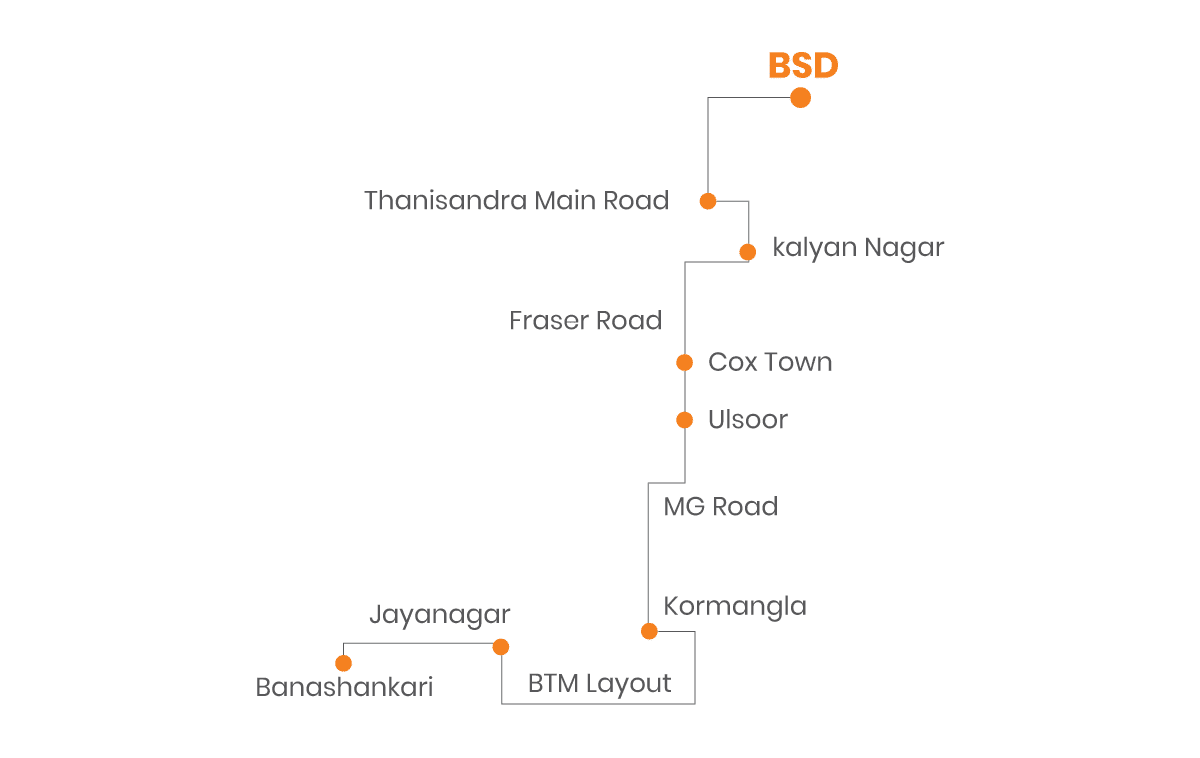 BSD
Thanisandra Main Road
kalyan Nagar
Fraser Road
Cox Town
Ulsoor
MG Road
Kormangla
Jayanagar
BTM Layout
Banashankari